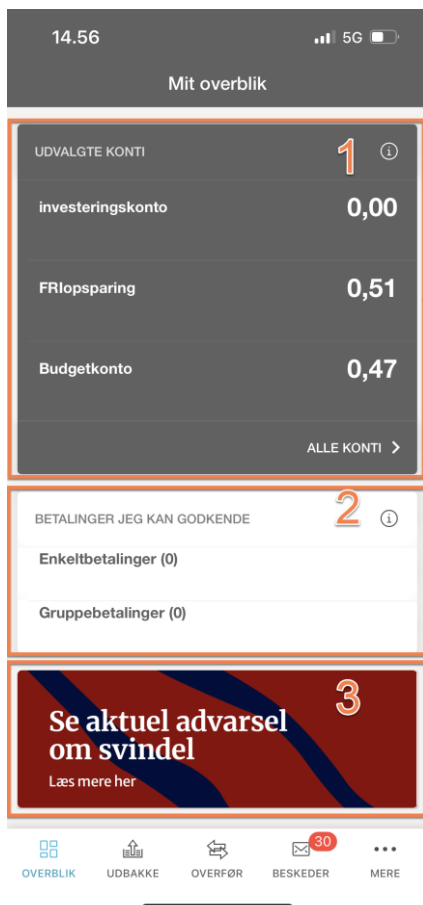 14.56
5G
Mit overblik
UDVALGTE KONTI
1
investeringskonto
0,00
FRIopsparing
0,51
Budgetkonto
0,47
ALLE KONTI
2
BETALINGER JEG KAN GODKENDE
Enkeltbetalinger (0)
Gruppebetalinger (0)
3
Se aktuel advarsel
om svindel
Læs mere her
30
OVERBLIK UDBAKKE OVERFØR BESKEDER MERE